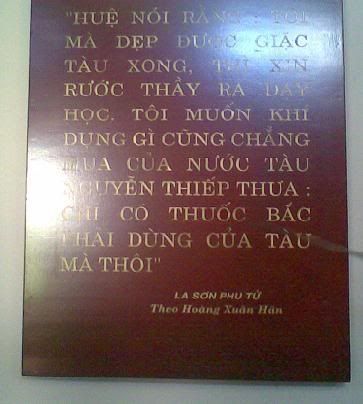 "HUỆ NÓI RẰNG : TÔI
MÀ DẸP ĐƯỢC GIẶC
TÀU XONG, THÌ XIN
RƯỚC THẦY RA DẠY
HỌC. TÔI MUỐN KHÍ
DỤNG GÌ CŨNG CHẲNG
MUA CỦA NƯỚC TÀU
NGUYỄN THIẾP THƯA :
CHỈ CÓ THUỐC BẮC
PHẢI DÙNG CỦA TÀU
MÀ THÔI"
LA SƠN PHU TỬ
Theo Hoàng Xuân Hãn